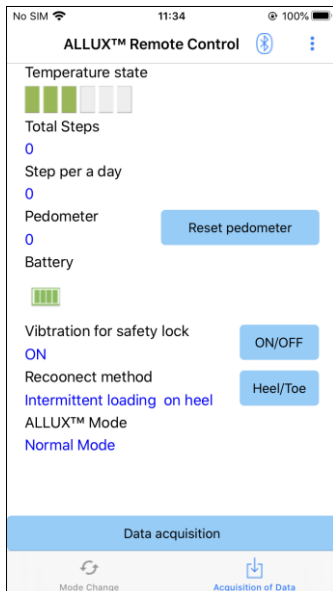 No SIM 11:34 100%
ALLUX™ Remote Control
Temperature state
Total Steps
0
Step per a day
0
Pedometer
0
Reset pedometer
Battery
Vibtration for safety lock
ON
ON/OFF
Recoonect method
Intermittent loading on heel
Heel/Toe
ALLUX™ Mode
Normal Mode
Data acquisition
Mode Change
Acquisition of Data